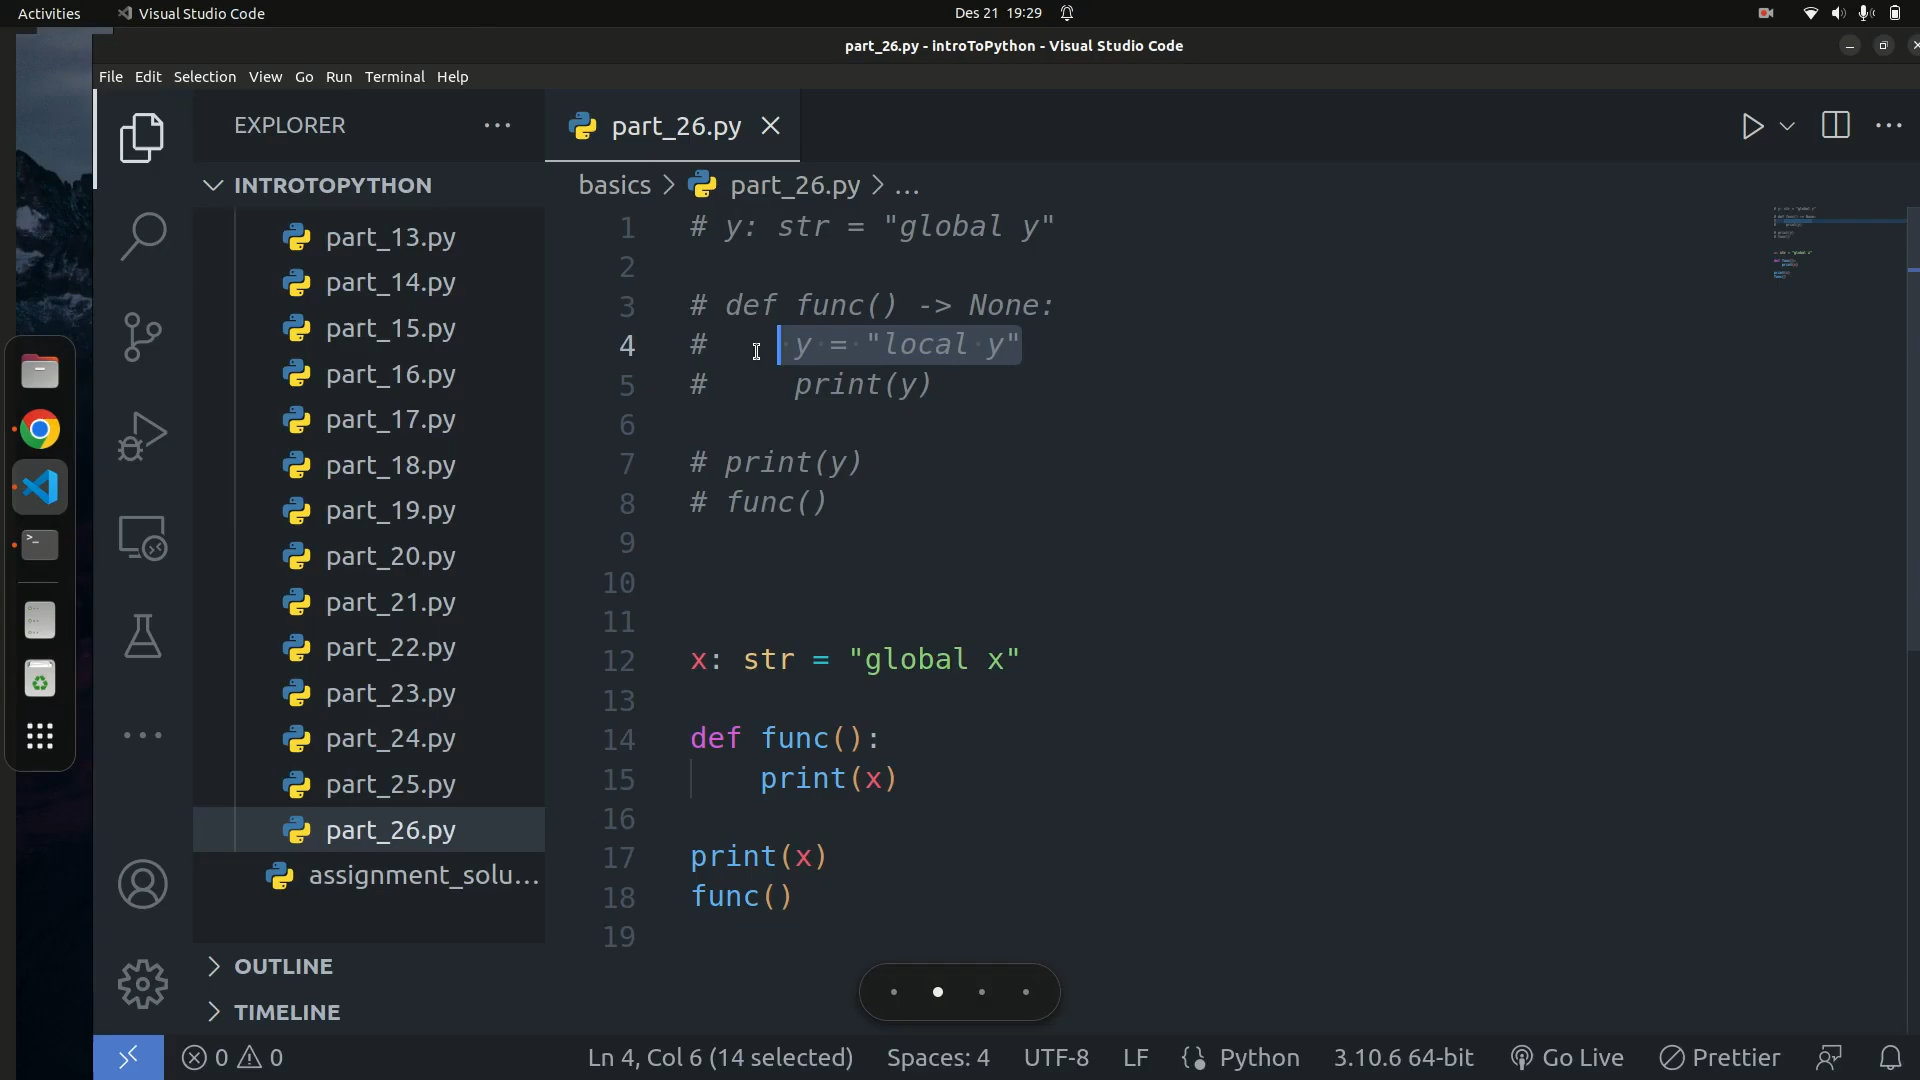 Activities Visual Studio Code Des 21 19:29
part_26.py - introToPython - Visual Studio Code
File Edit Selection View Go Run Terminal Help
EXPLORER
part_26.py
INTROTOPYTHON
basics > part_26.py > ...
part_13.py
part_14.py
part_15.py
part_16.py
part_17.py
part_18.py
part_19.py
part_20.py
part_21.py
part_22.py
part_23.py
part_24.py
part_25.py
part_26.py
assignment_solu...
OUTLINE
TIMELINE
1 # y: str = "global y"
2
3 # def func() -> None:
4 #     y = "local y"
5 #     print(y)
6
7 # print(y)
8 # func()
9
10
11
12 x: str = "global x"
13
14 def func():
15     print(x)
16
17 print(x)
18 func()
19
0 0 Ln 4, Col 6 (14 selected) Spaces: 4 UTF-8 LF Python 3.10.6 64-bit Go Live Prettier